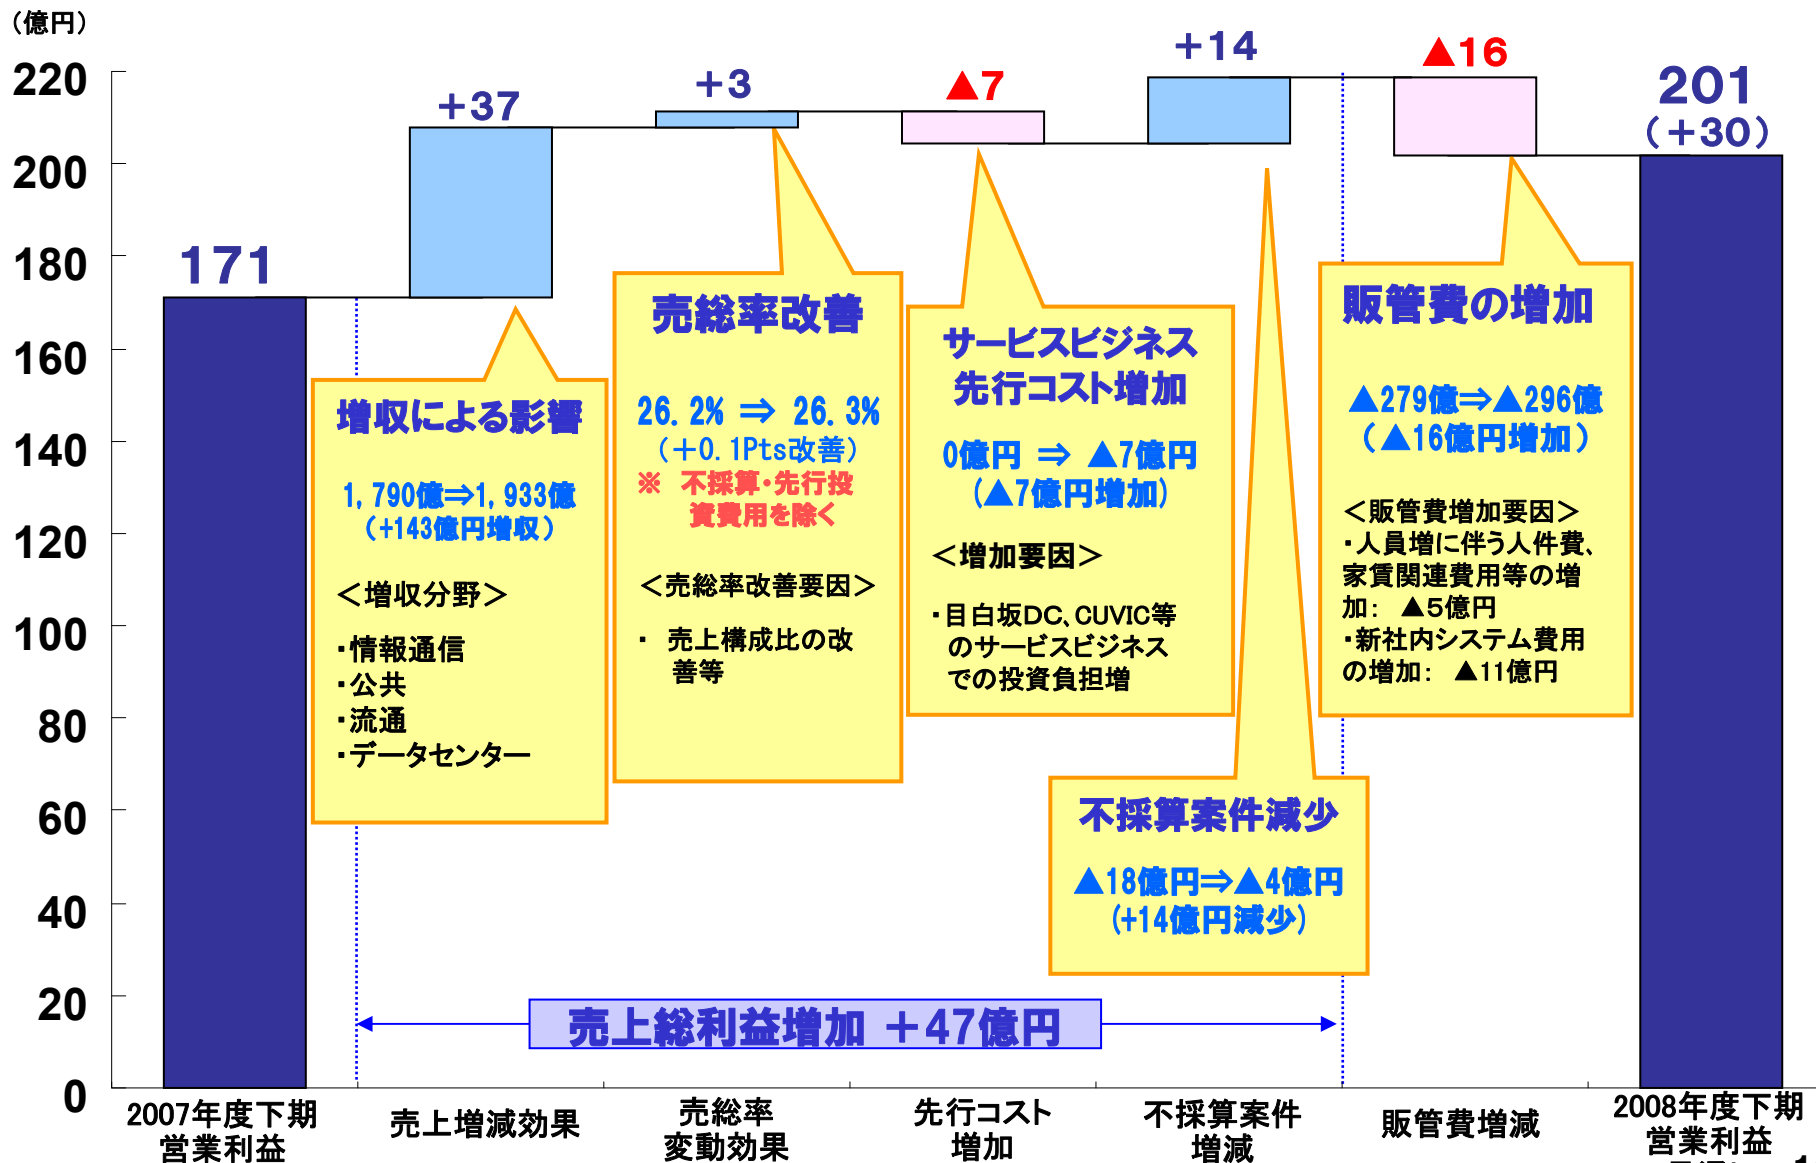 （億円）
220
200
180
160
140
120
100
80
60
40
20
0
171
＋37
＋3
▲7
＋14
▲16
201
（＋30）
増収による影響
1,790億⇒1,933億
（+143億円増収）
＜増収分野＞
・情報通信
・公共
・流通
・データセンター
売総率改善
26.2% ⇒ 26.3%
（＋0.1Pts改善）
※ 不採算・先行投
資費用を除く
＜売総率改善要因＞
・ 売上構成比の改
善等
サービスビジネス
先行コスト増加
0億円 ⇒ ▲7億円
（▲7億円増加）
＜増加要因＞
・目白坂DC、CUVIC等
のサービスビジネス
での投資負担増
不採算案件減少
▲18億円⇒▲4億円
（+14億円減少）
販管費の増加
▲279億⇒▲296億
（▲16億円増加）
＜販管費増加要因＞
・人員増に伴う人件費、
家賃関連費用等の増
加： ▲5億円
・新社内システム費用
の増加： ▲11億円
売上総利益増加 ＋47億円
2007年度下期
営業利益
売上増減効果
売総率
変動効果
先行コスト
増加
不採算案件
増減
販管費増減
2008年度下期
営業利益